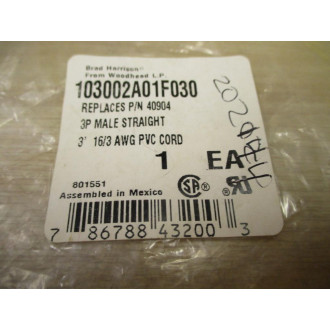 Brad Harrison"
From Woodhead L.P.
103002A01F030
REPLACES P/N 40904
3P MALE STRAIGHT
3' 16/3 AWG PVC CORD
1 EA
801551
Assembled in Mexico
7 86788 43200 3